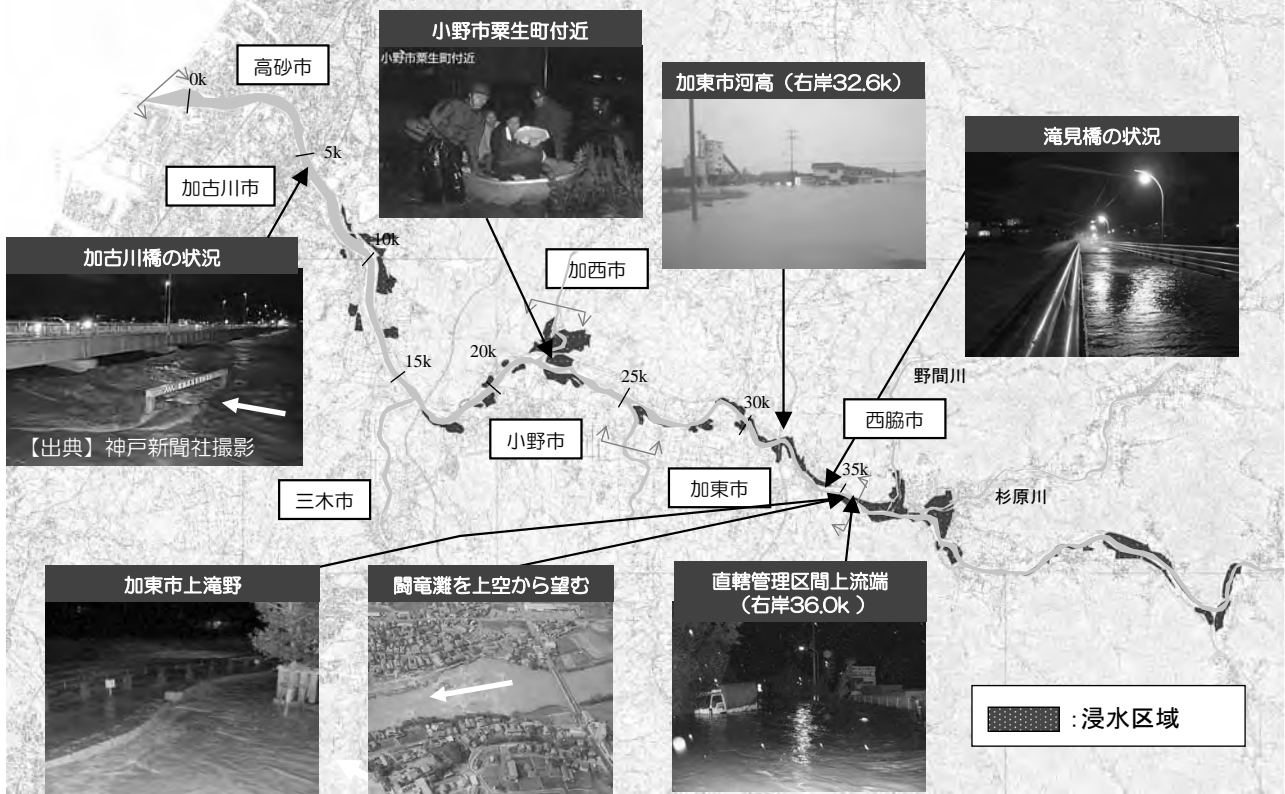 小野市粟生町付近
小野市粟生町付近
高砂市
0k
加東市河高（右岸32.6k）
滝見橋の状況
5k
加古川市
加古川橋の状況
10k
加西市
【出典】神戸新聞社撮影
15k
20k
25k
30k
野間川
西脇市
小野市
35k
加東市
三木市
杉原川
加東市上滝野
闘竜灘を上空から望む
直轄管理区間上流端
（右岸36.0k ）
：浸水区域